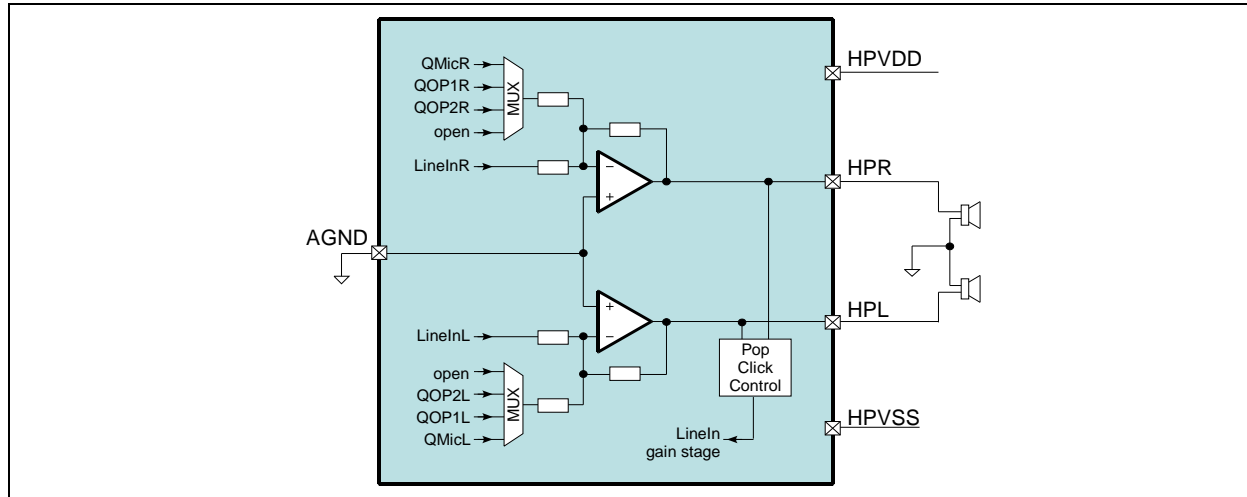 QMicR
QOP1R
QOP2R
open
MUX
LineInR
−
+
AGND
+
−
LineInL
open
QOP2L
QOP1L
QMicL
MUX
Pop
Click
Control
LineIn
gain stage
HPVDD
HPR
HPL
HPVSS